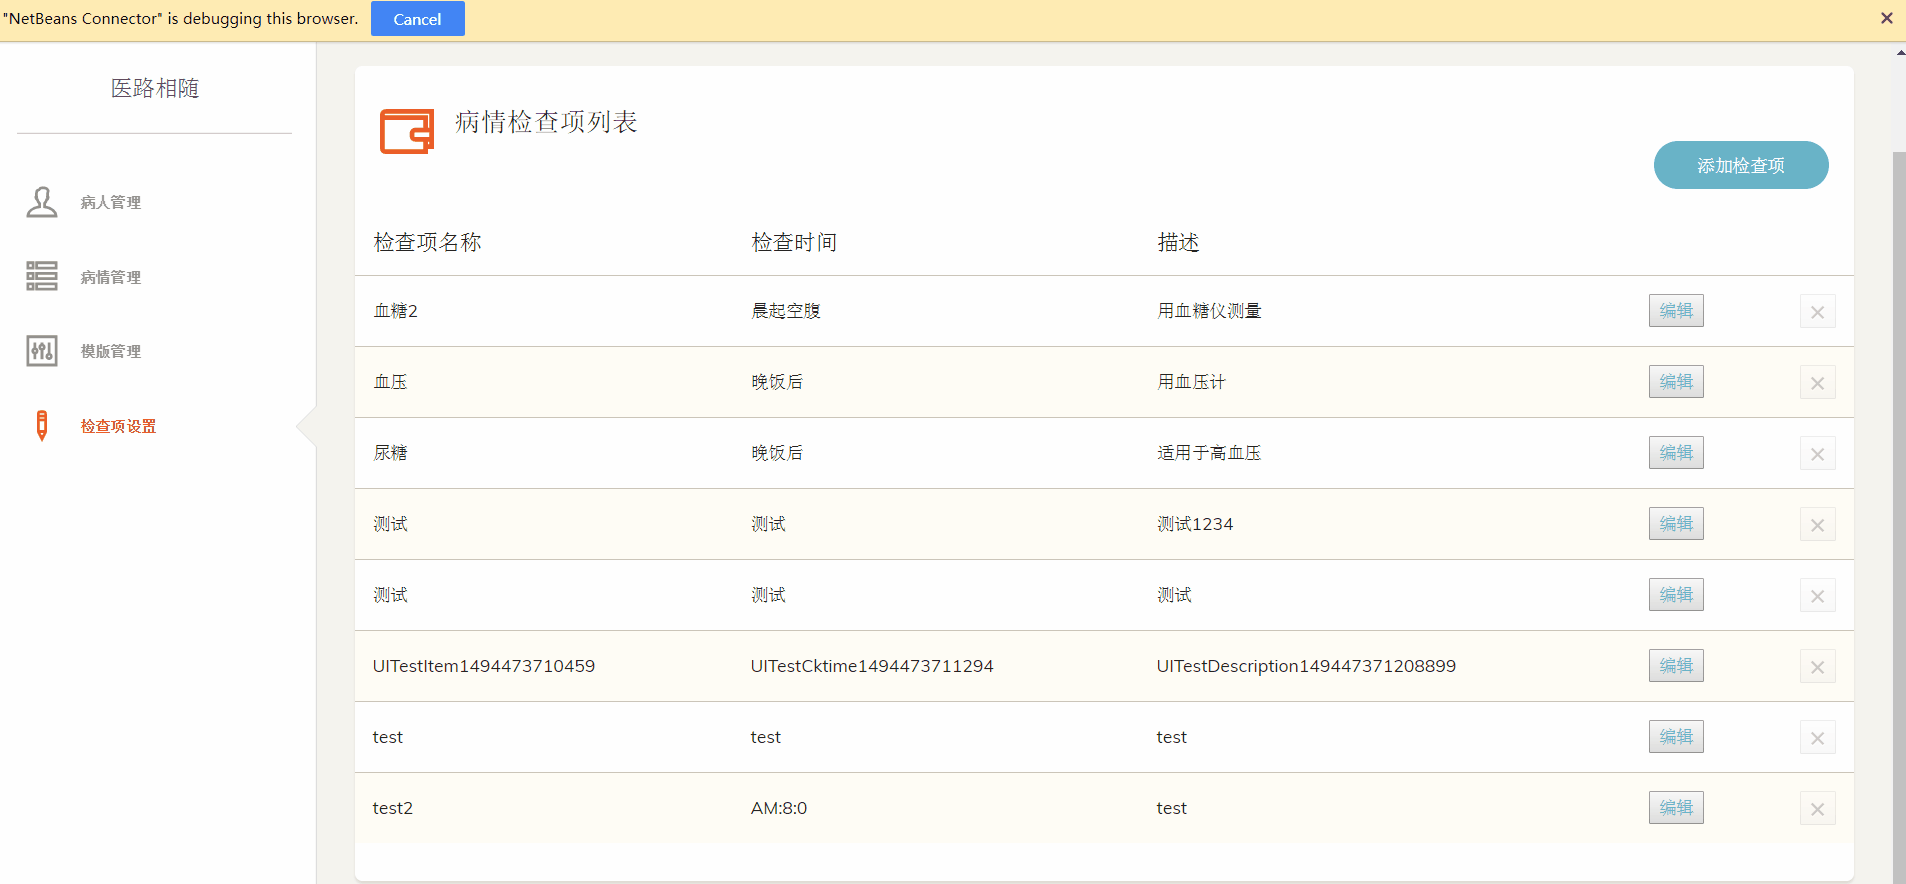 "NetBeans Connector" is debugging this browser. Cancel
医路相随
病人管理
病情管理
模版管理
检查项设置
病情检查项列表
添加检查项
检查项名称 检查时间 描述
血糖2 晨起空腹 用血糖仪测量 编辑
血压 晚饭后 用血压计 编辑
尿糖 晚饭后 适用于高血压 编辑
测试 测试 测试1234 编辑
测试 测试 测试 编辑
UITestItem1494473710459 UITestCktime1494473711294 UITestDescription149447371208899 编辑
test test test 编辑
test2 AM:8:0 test 编辑